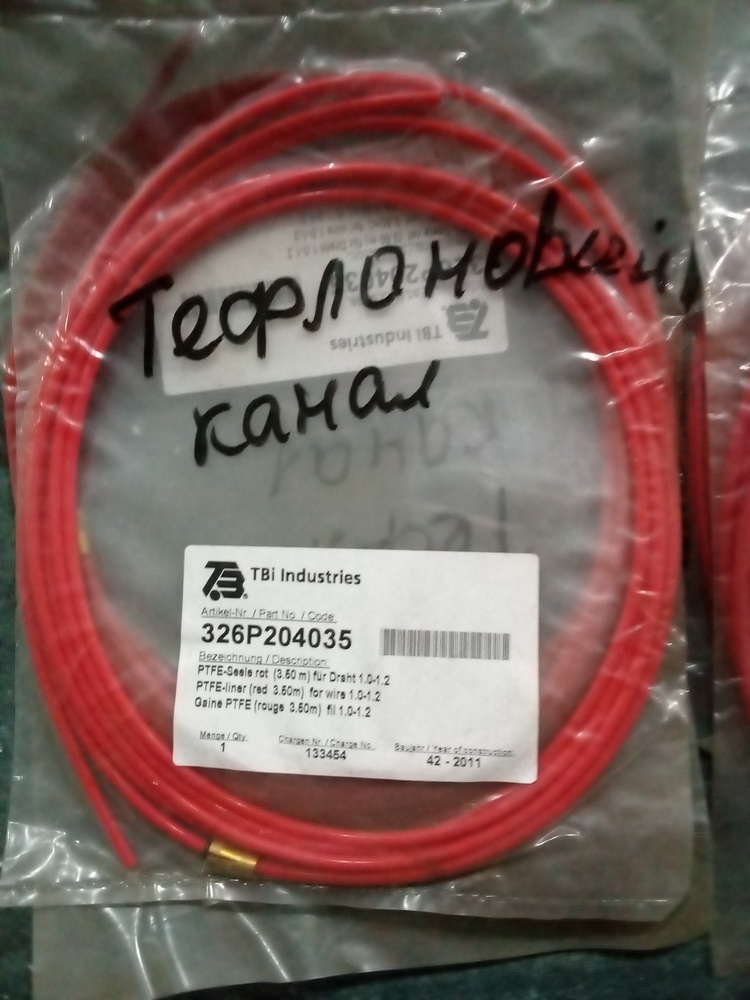 Тефлоновый
канал
TBi Industries
Artikel-Nr. / Part No. / Code
326P204035
Bezeichnung / Description
PTFE-Seele rot (3.50 m) für Draht 1.0-1.2
PTFE-liner (red 3.50m) for wire 1.0-1.2
Gaine PTFE (rouge 3.50m) fil 1.0-1.2
Menge / Qty. Chargen Nr. / Charge No. Baujahr / Year of construction
1 133454 42 - 2011